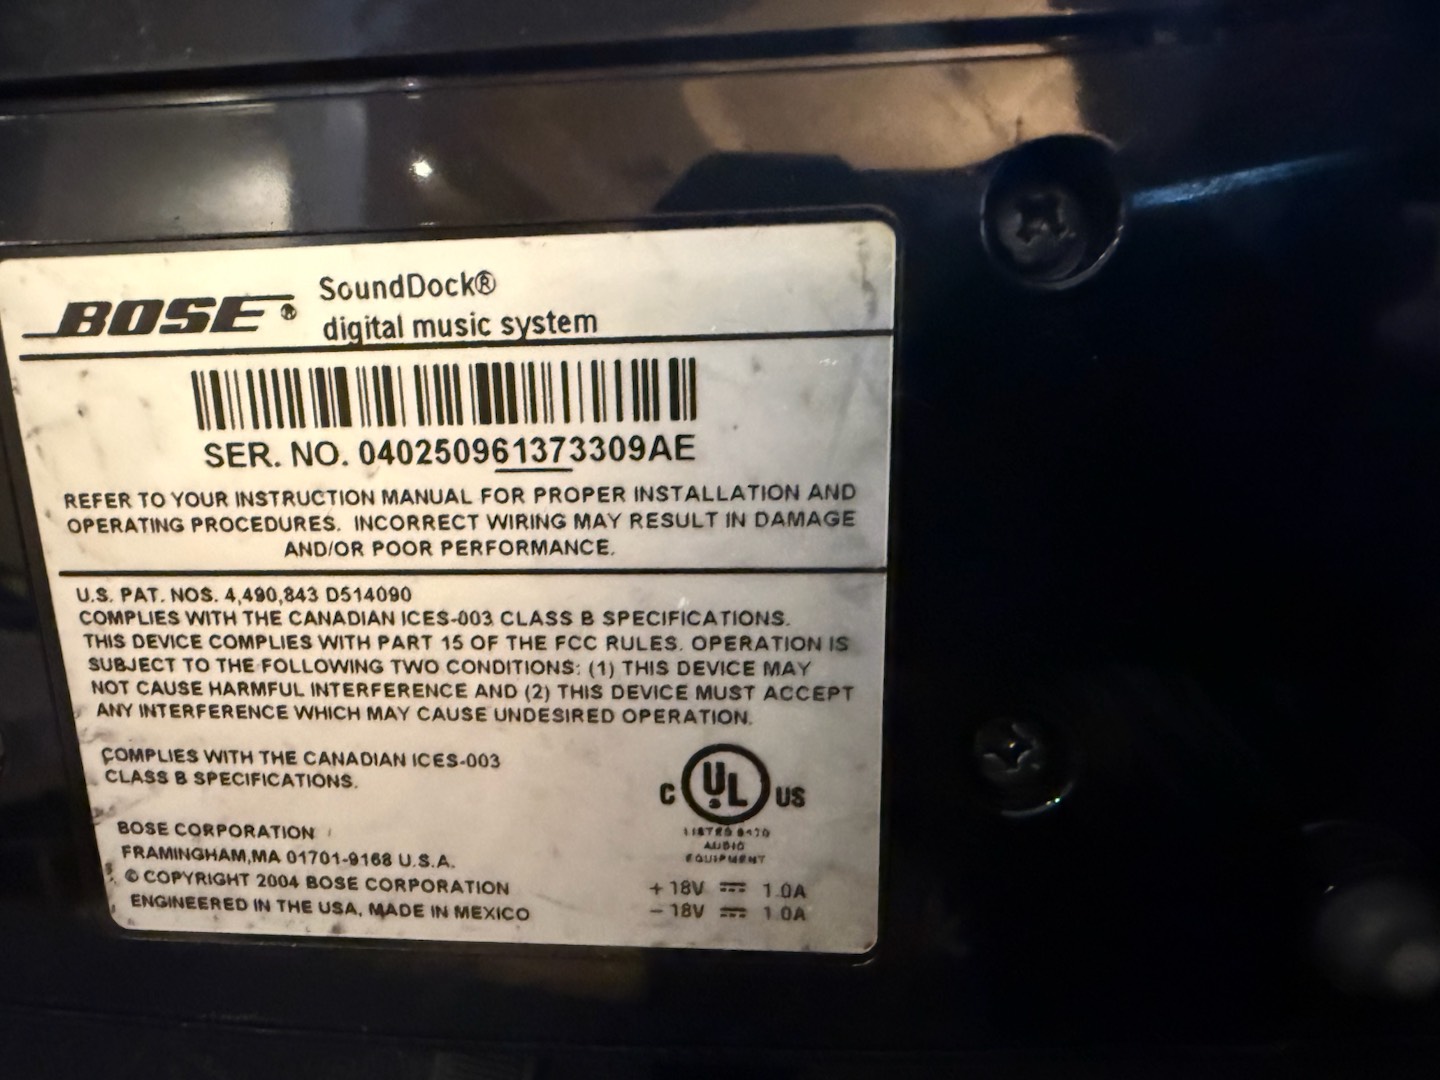 BOSE® SoundDock®
digital music system
SER. NO. 040250961373309AE
REFER TO YOUR INSTRUCTION MANUAL FOR PROPER INSTALLATION AND
OPERATING PROCEDURES. INCORRECT WIRING MAY RESULT IN DAMAGE
AND/OR POOR PERFORMANCE.
U.S. PAT. NOS. 4,490,843 D514090
COMPLIES WITH THE CANADIAN ICES-003 CLASS B SPECIFICATIONS.
THIS DEVICE COMPLIES WITH PART 15 OF THE FCC RULES. OPERATION IS
SUBJECT TO THE FOLLOWING TWO CONDITIONS: (1) THIS DEVICE MAY
NOT CAUSE HARMFUL INTERFERENCE AND (2) THIS DEVICE MUST ACCEPT
ANY INTERFERENCE WHICH MAY CAUSE UNDESIRED OPERATION.
COMPLIES WITH THE CANADIAN ICES-003
CLASS B SPECIFICATIONS.
BOSE CORPORATION
FRAMINGHAM,MA 01701-9168 U.S.A.
© COPYRIGHT 2004 BOSE CORPORATION
ENGINEERED IN THE USA, MADE IN MEXICO
C UL US
LISTED
AUDIO
EQUIPMENT
+ 18V ⎓ 1.0A
- 18V ⎓ 1.0A